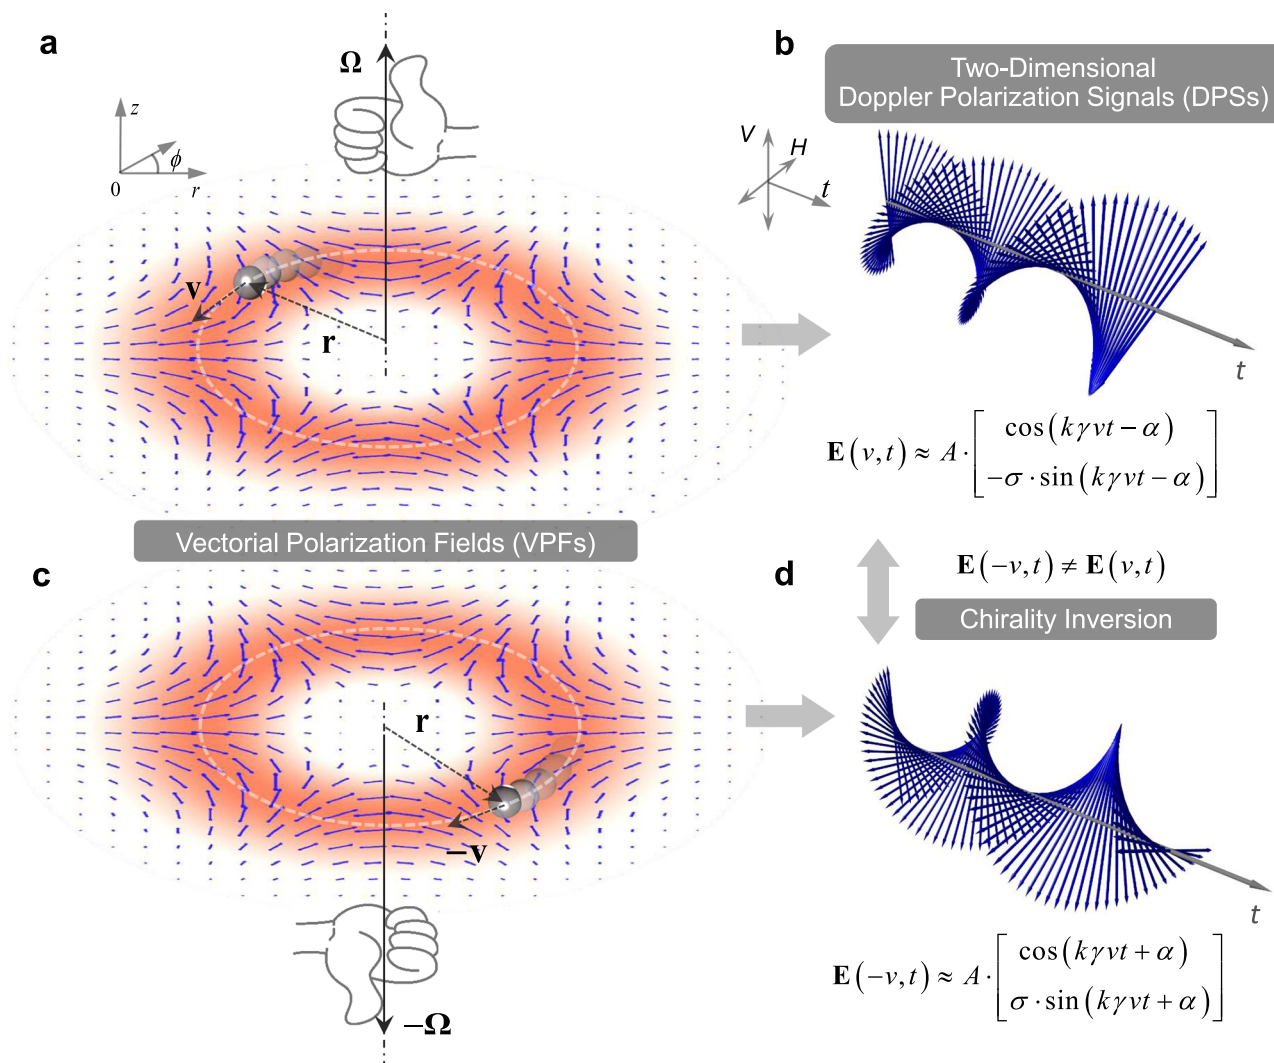 a
Ω
z
ϕ
0
r
v
r
b
Two-Dimensional
Doppler Polarization Signals (DPSs)
V
H
t
t
E(v,t) ≈ A·[cos(kγvt−α)
−σ·sin(kγvt−α)]
Vectorial Polarization Fields (VPFs)
c
r
−v
−Ω
d
E(−v,t) ≠ E(v,t)
Chirality Inversion
t
E(−v,t) ≈ A·[cos(kγvt+α)
σ·sin(kγvt+α)]